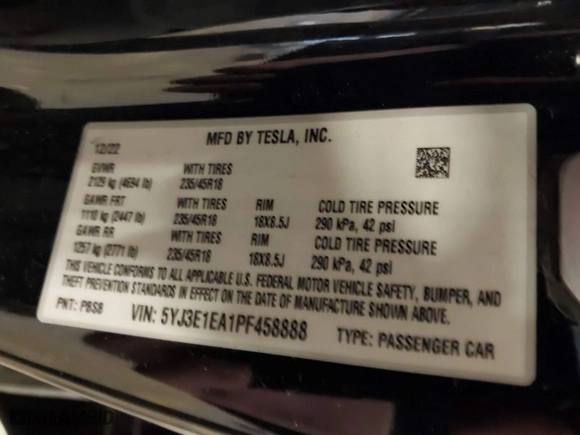 MFD BY TESLA, INC.
12/22
GVWR WITH TIRES
2129 kg (4694 lb) 235/45R18
GAWR FRT WITH TIRES RIM COLD TIRE PRESSURE
1110 kg (2447 lb) 235/45R18 18X8.5J 290 kPa, 42 psi
GAWR RR WITH TIRES RIM COLD TIRE PRESSURE
1257 kg (2771 lb) 235/45R18 18X8.5J 290 kPa, 42 psi
THIS VEHICLE CONFORMS TO ALL APPLICABLE U.S. FEDERAL MOTOR VEHICLE SAFETY, BUMPER, AND
THEFT PREVENTION STANDARDS IN EFFECT ON THE DATE OF MANUFACTURE SHOWN ABOVE.
PNT: PBSB VIN: 5YJ3E1EA1PF458888 TYPE: PASSENGER CAR